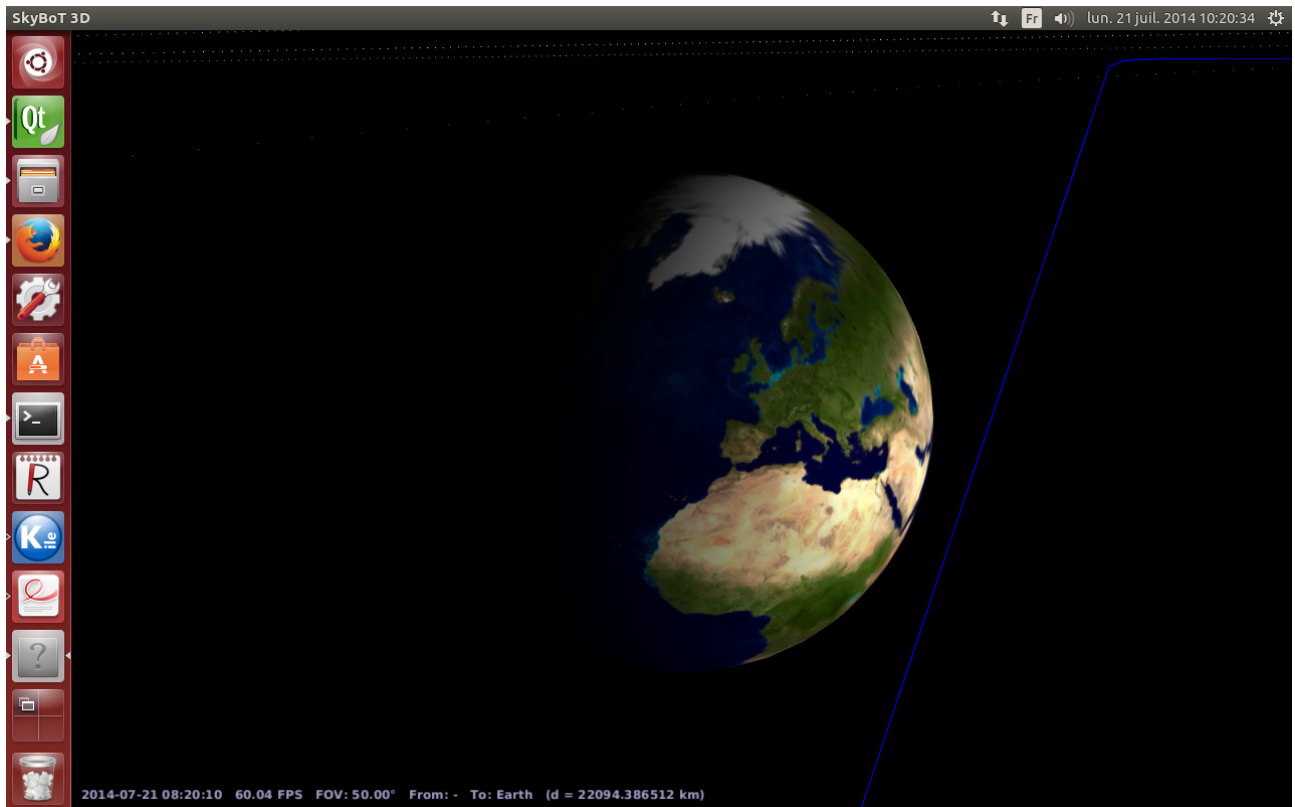 SkyBoT 3D
Fr lun. 21 juil. 2014 10:20:34
Qt
A
>_
R
K ile
?
2014-07-21 08:20:10 60.04 FPS FOV: 50.00° From: - To: Earth (d = 22094.386512 km)